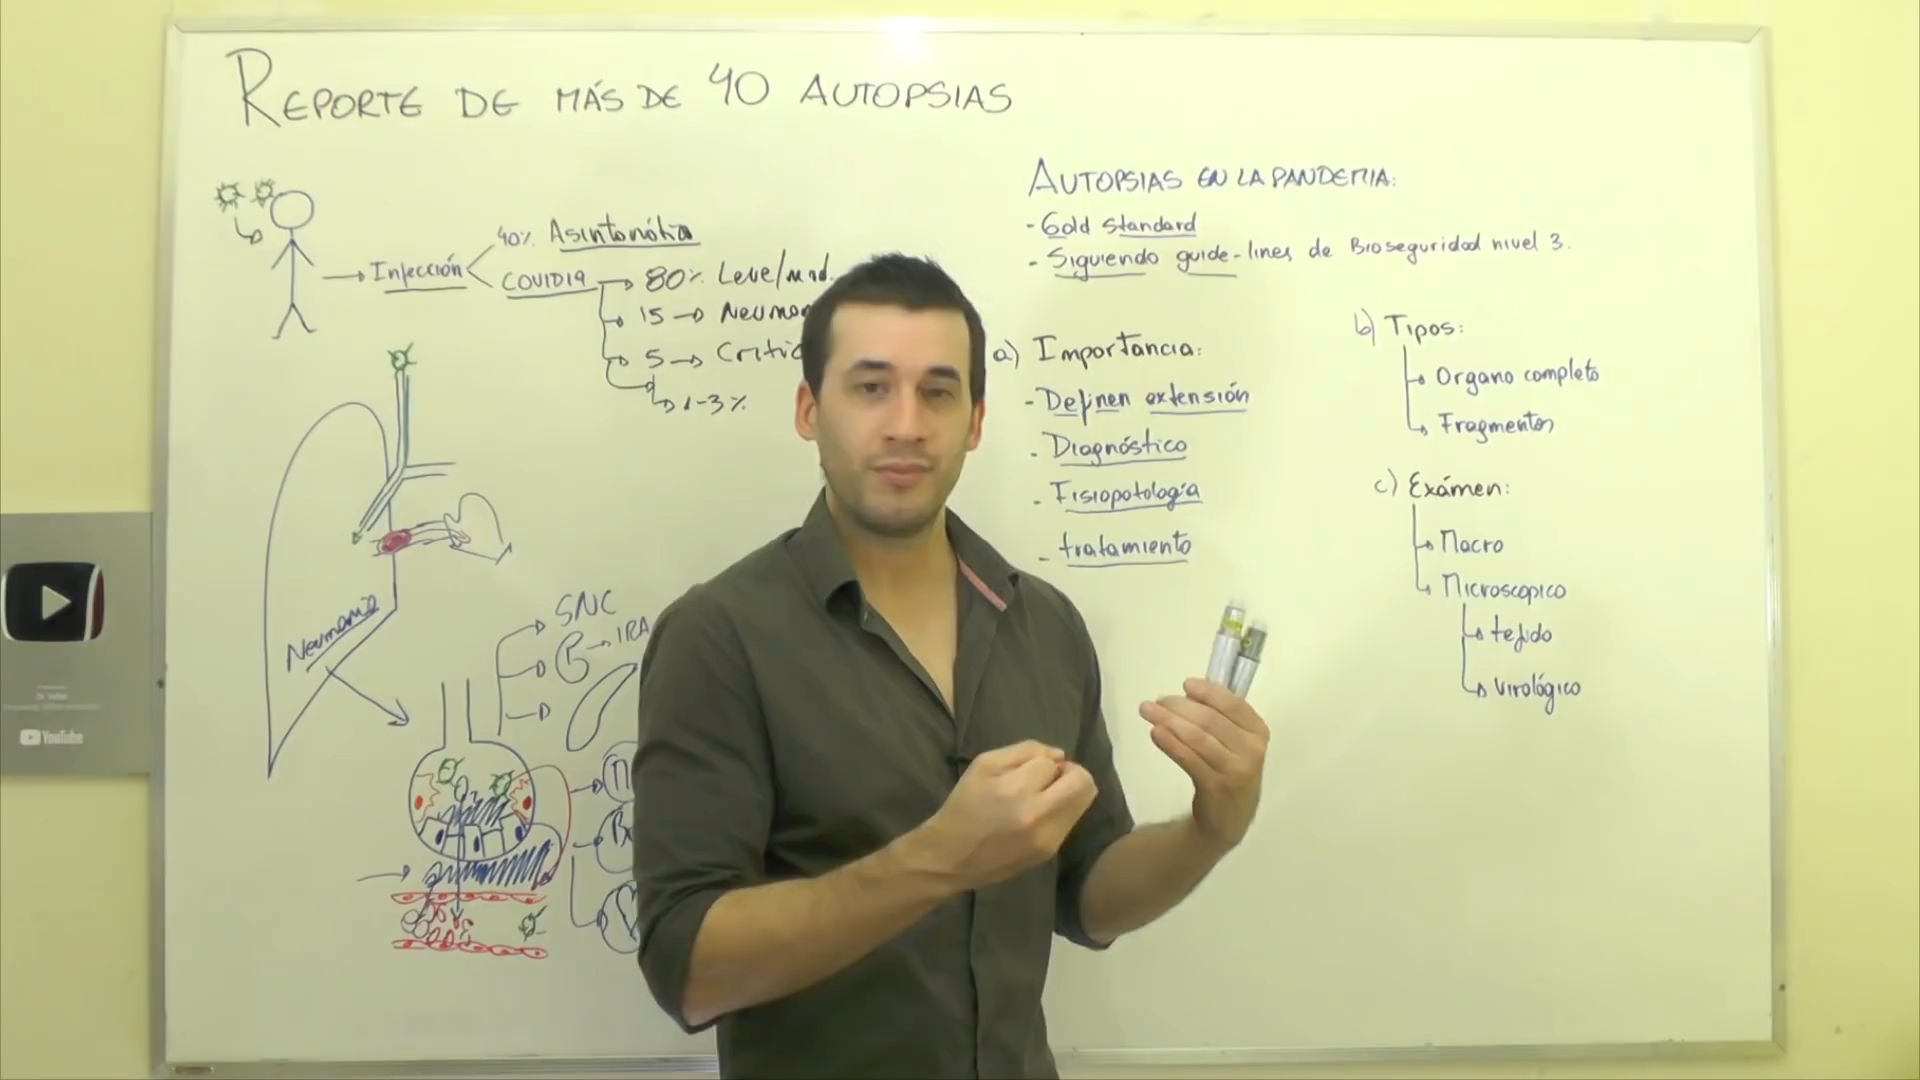 REPORTE DE MÁS DE 40 AUTOPSIAS
40% Asintomátia
Infección
COVID19
80% Leve/mod.
15 Neumon
5 Critic
1-3%
Neumonia
SNC
IRA
AUTOPSIAS EN LA PANDEMIA:
- Gold Standard
- Siguiendo guide-lines de Bioseguridad nivel 3.
a) Importancia:
- Definen extensión
- Diagnóstico
- Fisiopatología
- tratamiento
b) Tipos:
Organo completo
Fragmentos
c) Exámen:
Macro
Microscopico
tejido
virológico
YouTube